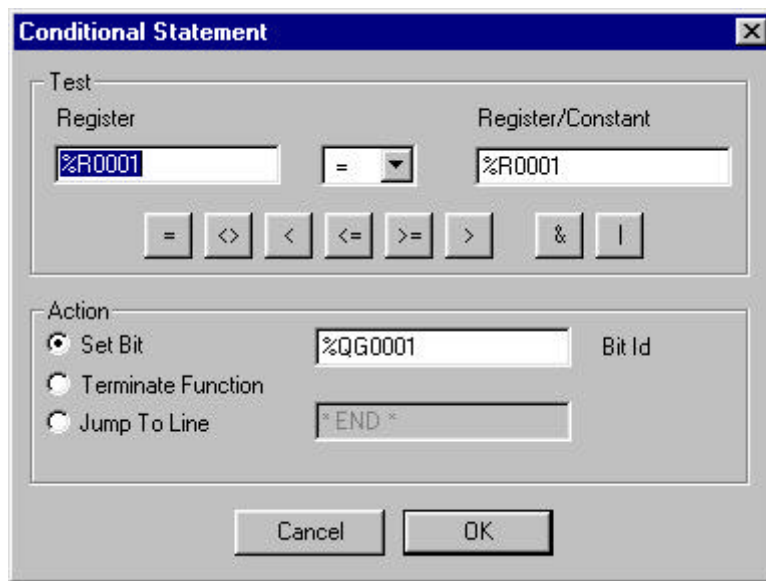 Conditional Statement
Test
Register Register/Constant
%R0001 = %R0001
= <> < <= >= > & |
Action
Set Bit %QG0001 Bit Id
Terminate Function
Jump To Line * END *
Cancel OK